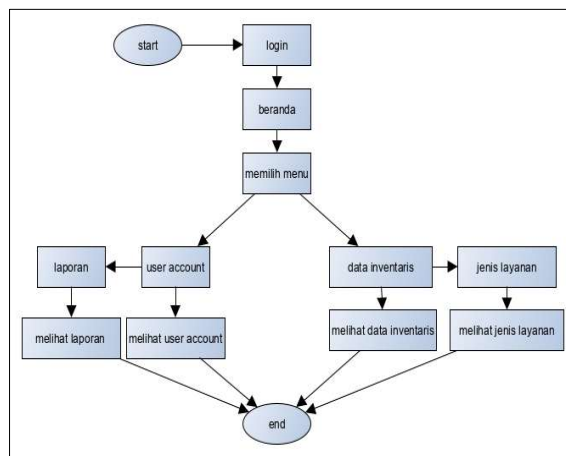 start
login
beranda
memilih menu
laporan
user account
data inventaris
jenis layanan
melihat laporan
melihat user account
melihat data inventaris
melihat jenis layanan
end